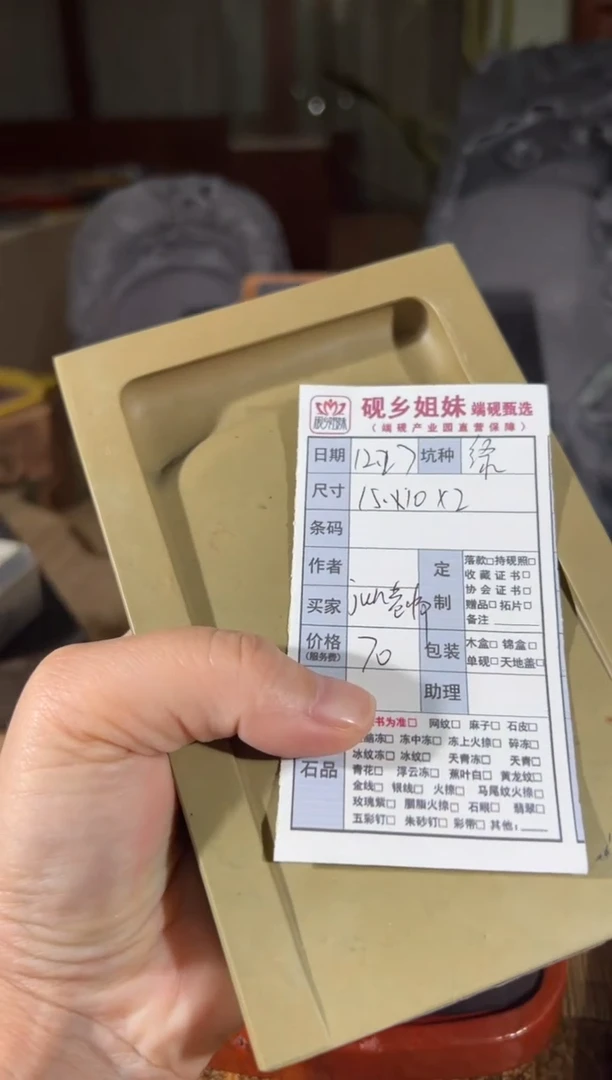 砚乡姐妹 端砚甄选
(端砚产业园直营保障)
日期 坑种 绿
尺寸 15×10×2
条码
作者 定制 落款□ 持砚照□
收藏证书□
协会证书□
买家 jun 赠品□ 拓片□
备注
价格 70 包装 木盒□ 锦盒□
(服务费) 单砚□ 天地盖□
助理
石品 书为准□ 网纹□ 麻子□ 石皮□
冻□ 冻中冻□ 冻上火捺□ 碎冻□
冰纹冻□ 冰纹□ 天青冻□ 天青□
青花□ 浮云冻□ 蕉叶白□ 黄龙纹□
金线□ 银线□ 火捺□ 马尾纹火捺□
玫瑰紫□ 胭脂火捺□ 石眼□ 翡翠□
五彩钉□ 朱砂钉□ 彩带□ 其他: